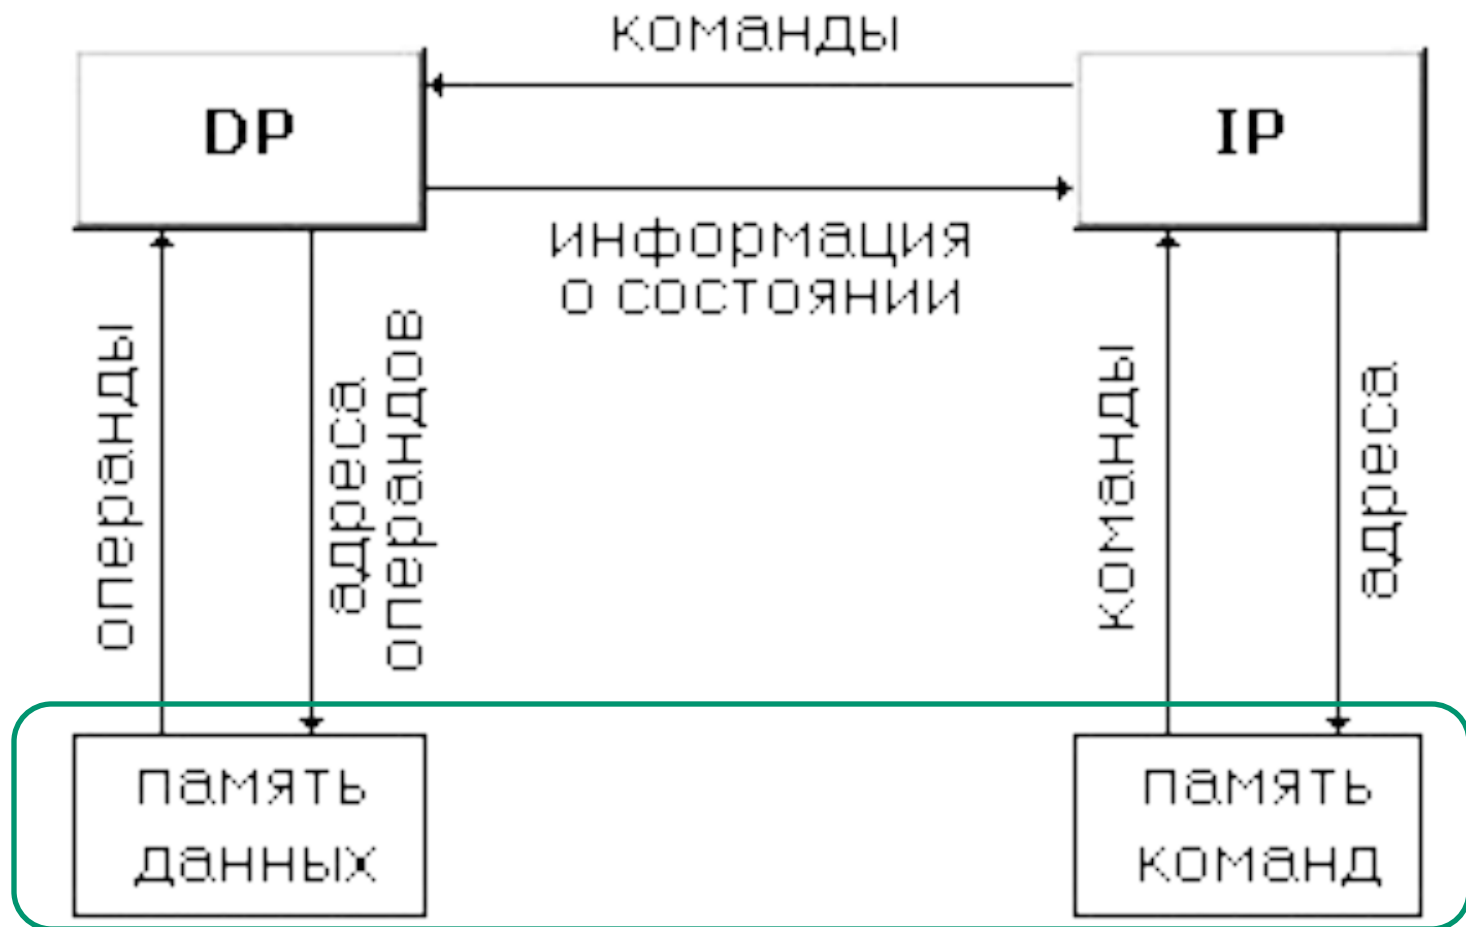 команды
DP
IP
информация
о состоянии
операнды
адреса
операндов
команды
адреса
память
данных
память
команд